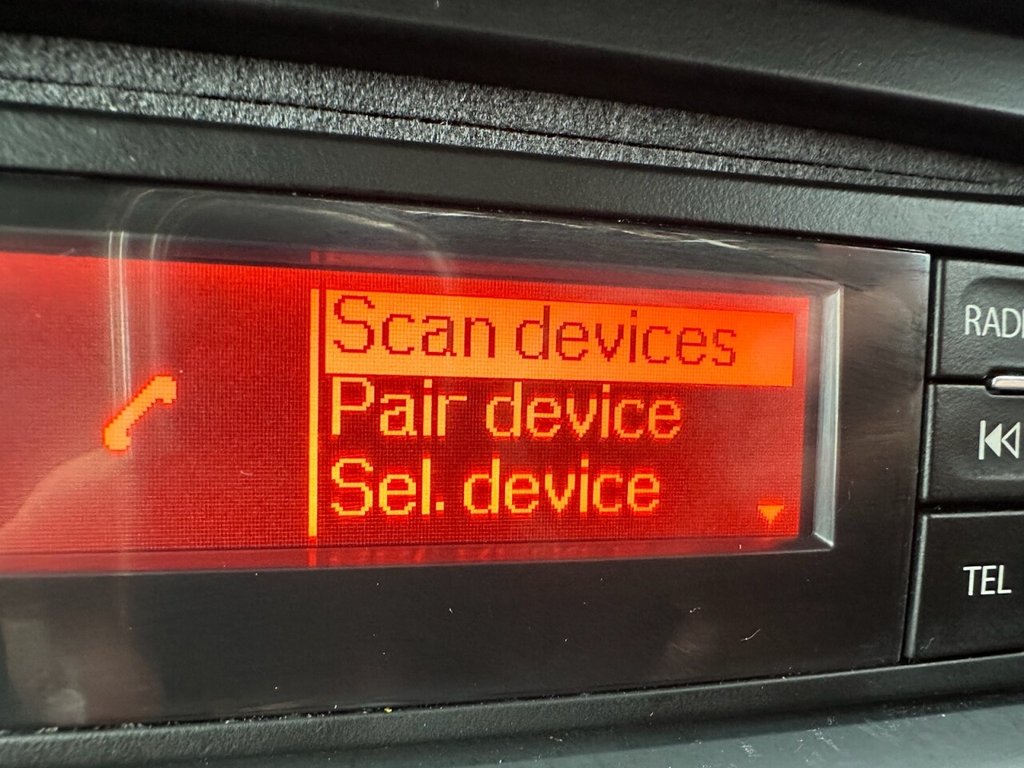 Scan devices
Pair device
Sel. device
TEL